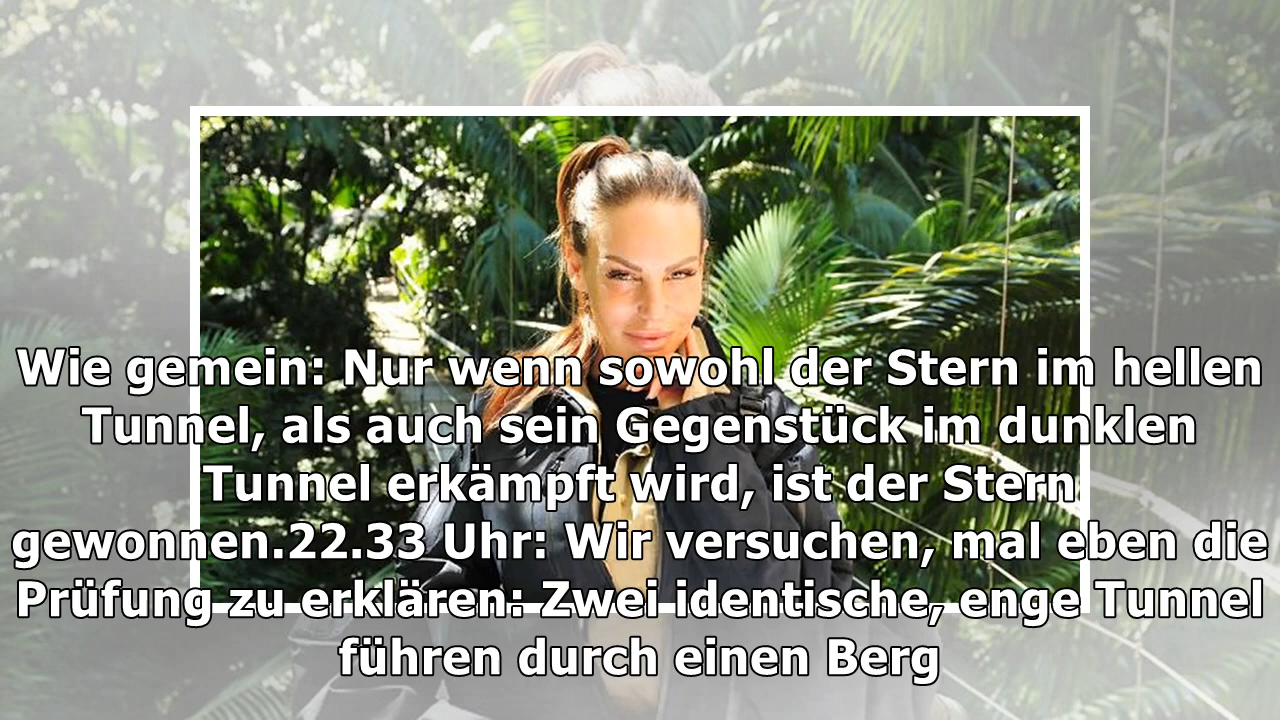 Wie gemein: Nur wenn sowohl der Stern im hellen
Tunnel, als auch sein Gegenstück im dunklen
Tunnel erkämpft wird, ist der Stern
gewonnen.22.33 Uhr: Wir versuchen, mal eben die
Prüfung zu erklären: Zwei identische, enge Tunnel
führen durch einen Berg